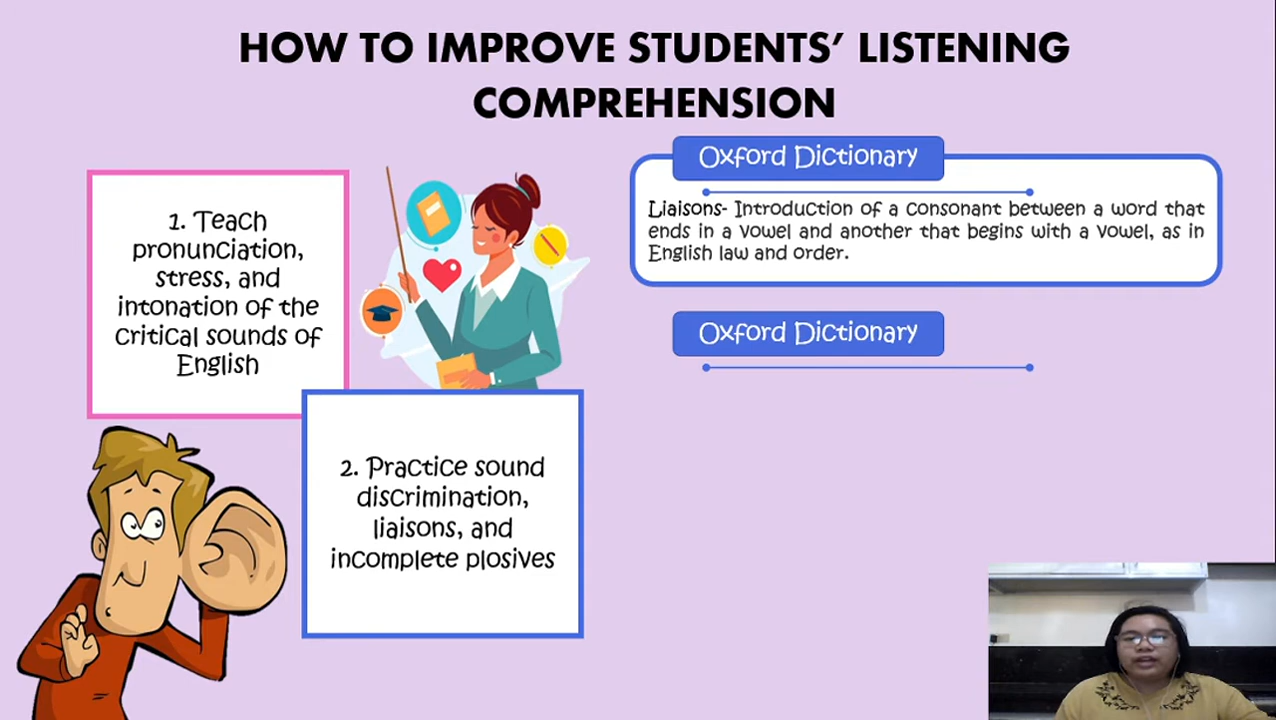 HOW TO IMPROVE STUDENTS' LISTENING
COMPREHENSION
1. Teach
pronunciation,
stress, and
intonation of the
critical sounds of
English
2. Practice sound
discrimination,
liaisons, and
incomplete plosives
Oxford Dictionary
Liaisons- Introduction of a consonant between a word that
ends in a vowel and another that begins with a vowel, as in
English law and order.
Oxford Dictionary